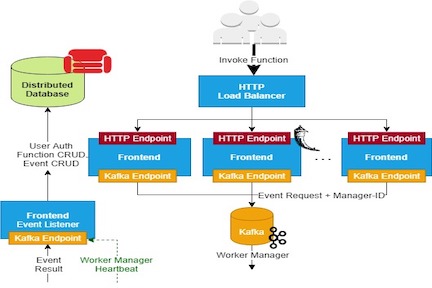 Invoke Function
HTTP
Load Balancer
Distributed
Database
User Auth
Function CRUD,
Event CRUD
HTTP Endpoint
Frontend
Kafka Endpoint
HTTP Endpoint
Frontend
Kafka Endpoint
...
HTTP Endpoint
Frontend
Kafka Endpoint
Event Request + Manager-ID
Kafka
Worker Manager
Frontend
Event Listener
Kafka Endpoint
Event
Result
Worker Manager
Heartbeat